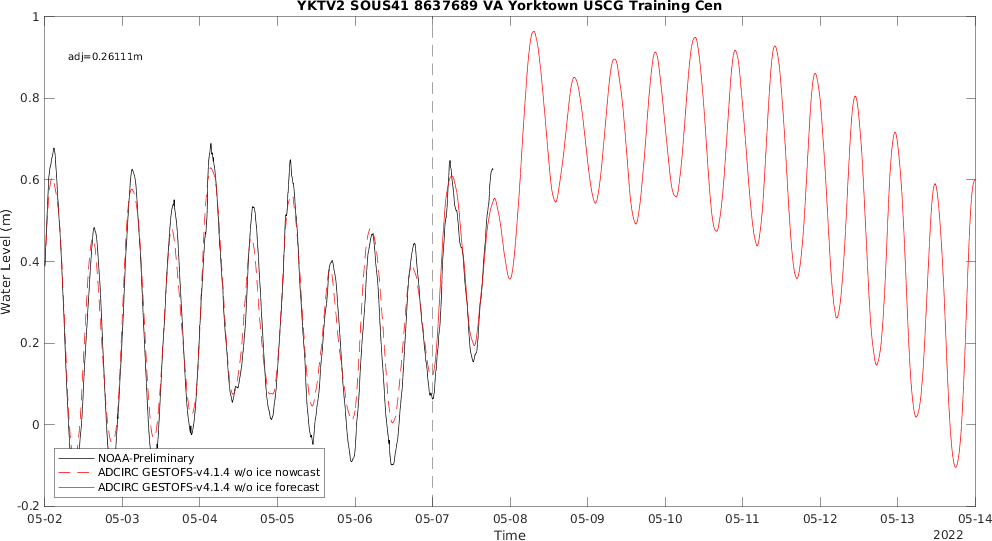 YKTV2 SOUS41 8637689 VA Yorktown USCG Training Cen
adj=0.26111m
1
0.8
0.6
0.4
0.2
0
-0.2
Water Level (m)
NOAA-Preliminary
ADCIRC GESTOFS-v4.1.4 w/o ice nowcast
ADCIRC GESTOFS-v4.1.4 w/o ice forecast
05-02 05-03 05-04 05-05 05-06 05-07 05-08 05-09 05-10 05-11 05-12 05-13 05-14
Time
2022